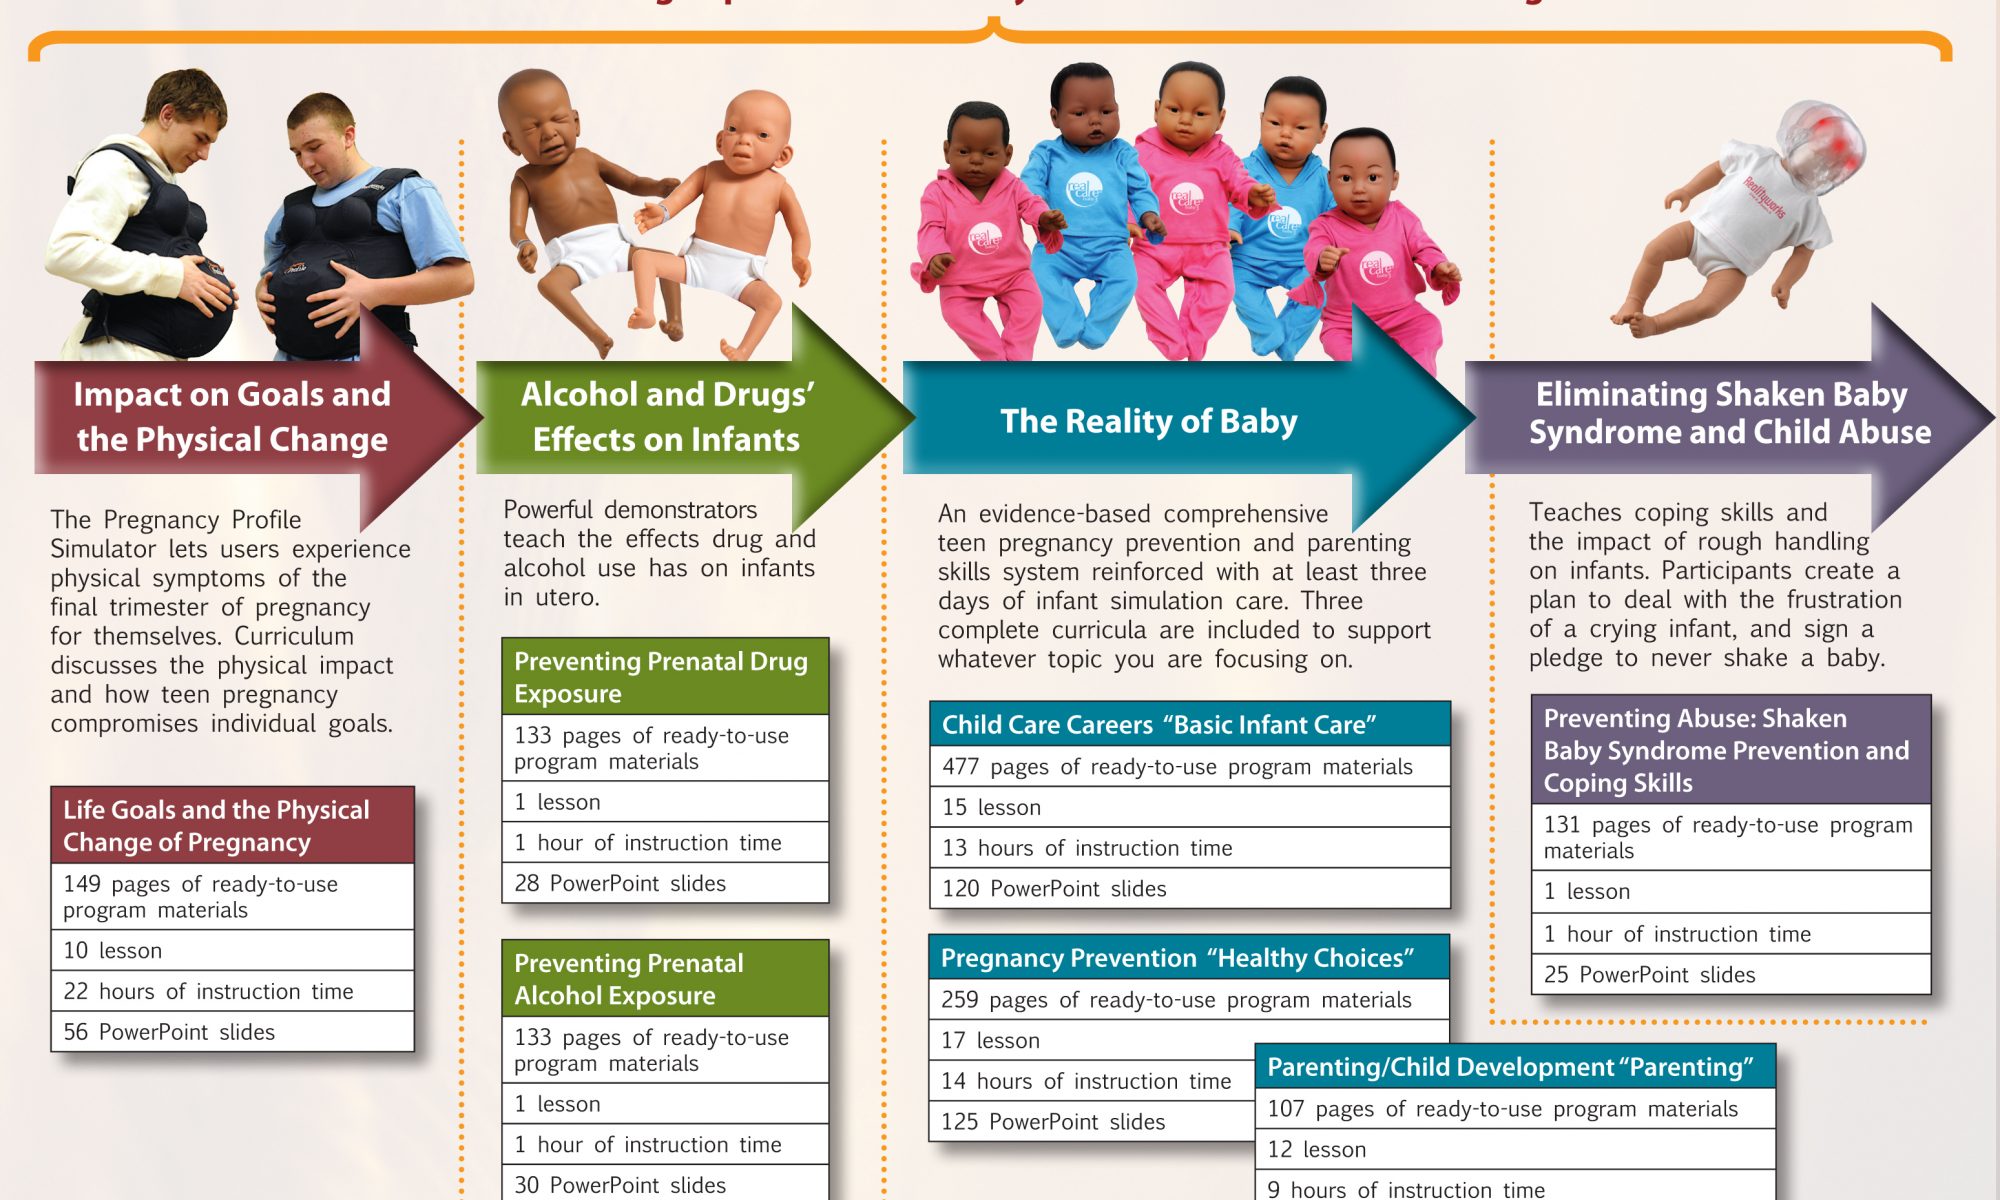 Impact on Goals and
the Physical Change
The Pregnancy Profile
Simulator lets users experience
physical symptoms of the
final trimester of pregnancy
for themselves. Curriculum
discusses the physical impact
and how teen pregnancy
compromises individual goals.
Life Goals and the Physical
Change of Pregnancy
149 pages of ready-to-use
program materials
10 lesson
22 hours of instruction time
56 PowerPoint slides
Alcohol and Drugs’
Effects on Infants
Powerful demonstrators
teach the effects drug and
alcohol use has on infants
in utero.
Preventing Prenatal Drug
Exposure
133 pages of ready-to-use
program materials
1 lesson
1 hour of instruction time
28 PowerPoint slides
Preventing Prenatal
Alcohol Exposure
133 pages of ready-to-use
program materials
1 lesson
1 hour of instruction time
30 PowerPoint slides
real
care
real
care
real
care
real
care
real
care
The Reality of Baby
An evidence-based comprehensive
teen pregnancy prevention and parenting
skills system reinforced with at least three
days of infant simulation care. Three
complete curricula are included to support
whatever topic you are focusing on.
Child Care Careers “Basic Infant Care”
477 pages of ready-to-use program materials
15 lesson
13 hours of instruction time
120 PowerPoint slides
Pregnancy Prevention “Healthy Choices”
259 pages of ready-to-use program materials
17 lesson
14 hours of instruction time
125 PowerPoint slides
Parenting/Child Development “Parenting”
107 pages of ready-to-use program materials
12 lesson
9 hours of instruction time
Realityworks
Eliminating Shaken Baby
Syndrome and Child Abuse
Teaches coping skills and
the impact of rough handling
on infants. Participants create a
plan to deal with the frustration
of a crying infant, and sign a
pledge to never shake a baby.
Preventing Abuse: Shaken
Baby Syndrome Prevention and
Coping Skills
131 pages of ready-to-use program
materials
1 lesson
1 hour of instruction time
25 PowerPoint slides